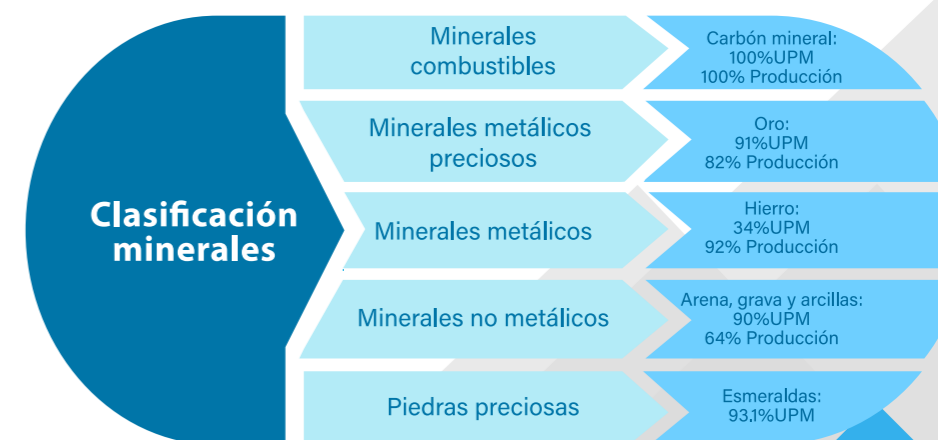 Clasificación
minerales
Minerales
combustibles
Carbón mineral:
100%UPM
100% Producción
Minerales metálicos
preciosos
Oro:
91%UPM
82% Producción
Minerales metálicos
Hierro:
34%UPM
92% Producción
Minerales no metálicos
Arena, grava y arcillas:
90%UPM
64% Producción
Piedras preciosas
Esmeraldas:
93.1%UPM